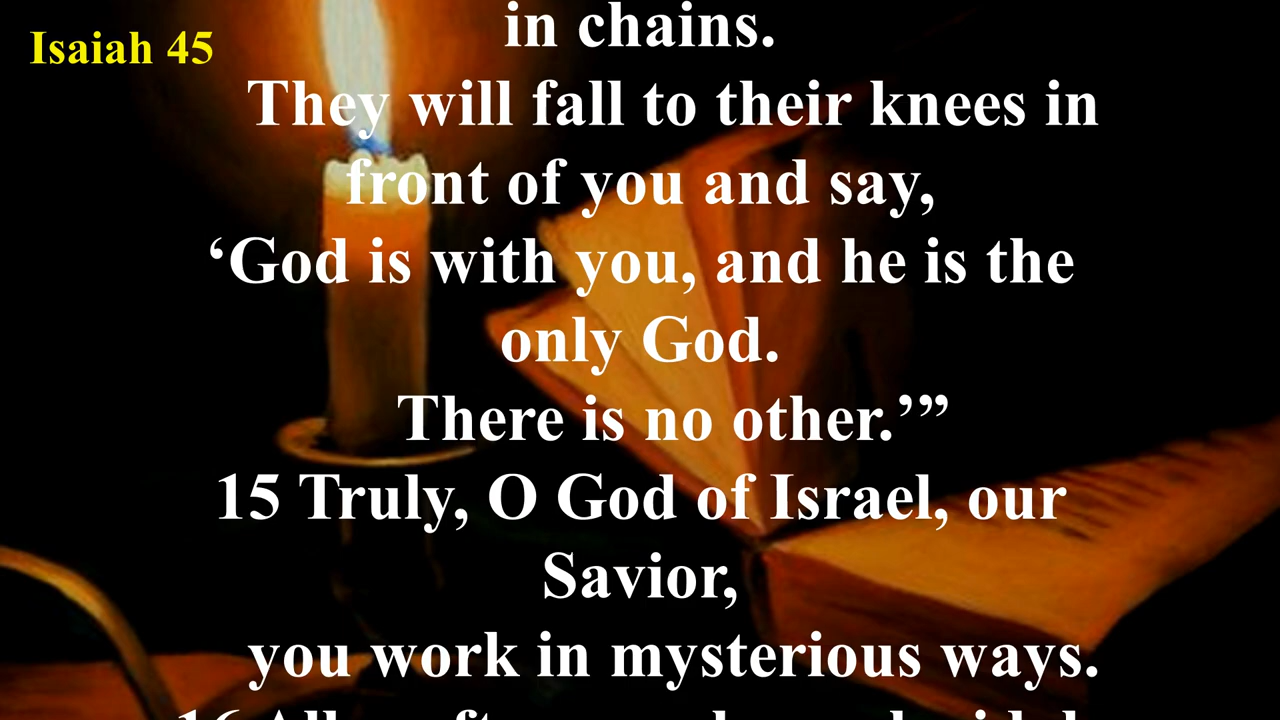 Isaiah 45
in chains.
They will fall to their knees in
front of you and say,
‘God is with you, and he is the
only God.
There is no other.’”
15 Truly, O God of Israel, our
Savior,
you work in mysterious ways.